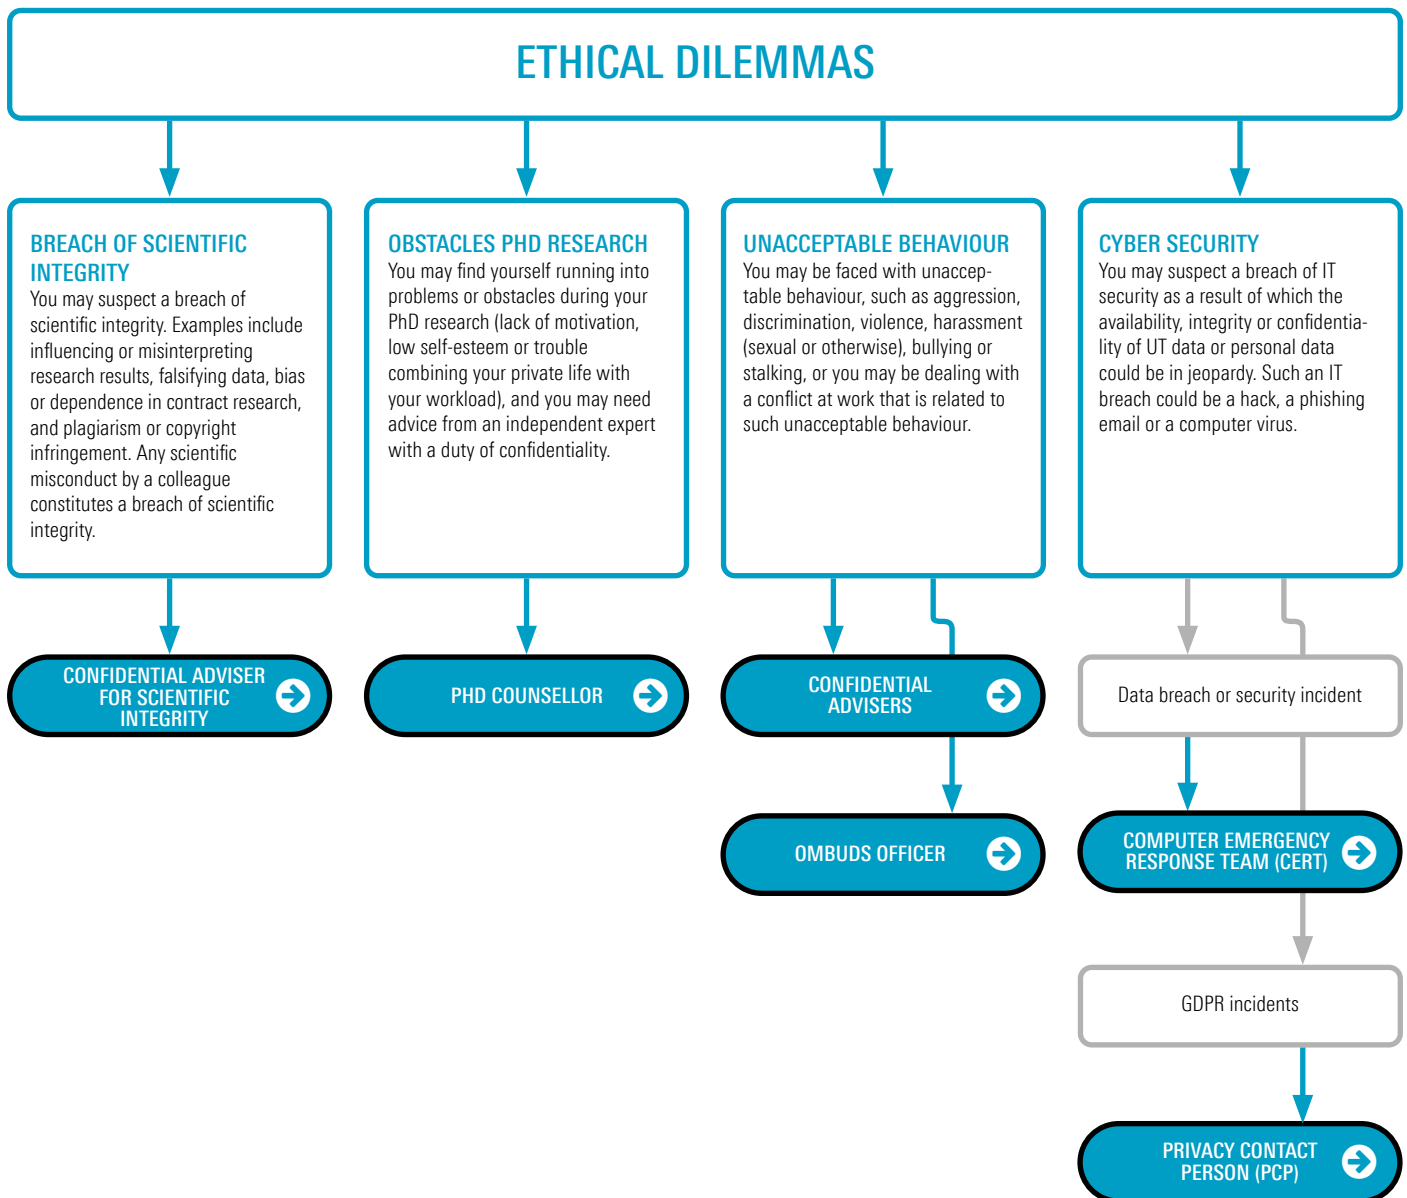 ETHICAL DILEMMAS
BREACH OF SCIENTIFIC
INTEGRITY
You may suspect a breach of
scientific integrity. Examples include
influencing or misinterpreting
research results, falsifying data, bias
or dependence in contract research,
and plagiarism or copyright
infringement. Any scientific
misconduct by a colleague
constitutes a breach of scientific
integrity.
OBSTACLES PHD RESEARCH
You may find yourself running into
problems or obstacles during your
PhD research (lack of motivation,
low self-esteem or trouble
combining your private life with
your workload), and you may need
advice from an independent expert
with a duty of confidentiality.
UNACCEPTABLE BEHAVIOUR
You may be faced with unaccep-
table behaviour, such as aggression,
discrimination, violence, harassment
(sexual or otherwise), bullying or
stalking, or you may be dealing with
a conflict at work that is related to
such unacceptable behaviour.
CYBER SECURITY
You may suspect a breach of IT
security as a result of which the
availability, integrity or confidentia-
lity of UT data or personal data
could be in jeopardy. Such an IT
breach could be a hack, a phishing
email or a computer virus.
CONFIDENTIAL ADVISER
FOR SCIENTIFIC
INTEGRITY
PHD COUNSELLOR
CONFIDENTIAL
ADVISERS
Data breach or security incident
OMBUDS OFFICER
COMPUTER EMERGENCY
RESPONSE TEAM (CERT)
GDPR incidents
PRIVACY CONTACT
PERSON (PCP)